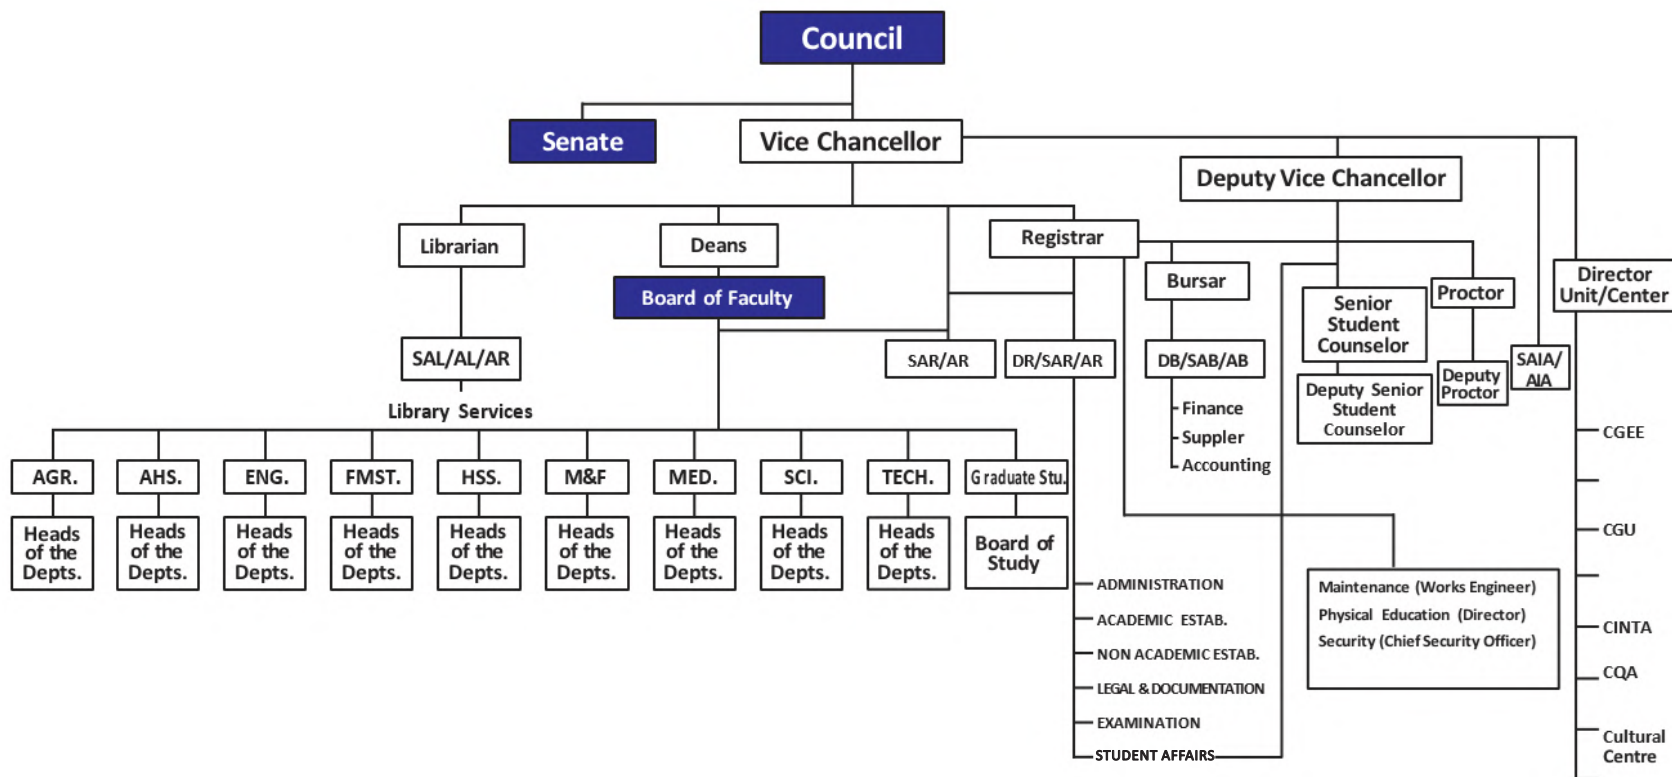 Council
Senate
Vice Chancellor
Deputy Vice Chancellor
Librarian
Deans
Registrar
Board of Faculty
Bursar
Senior
Student
Counselor
Proctor
Director
Unit/Center
SAL/AL/AR
SAR/AR
DR/SAR/AR
DB/SAB/AB
Deputy Senior
Student
Counselor
Deputy
Proctor
SAIA/
AIA
Library Services
Finance
Suppler
Accounting
AGR.
AHS.
ENG.
FMST.
HSS.
M&F
MED.
SCI.
TECH.
Graduate Stu.
Heads
of the
Depts.
Heads
of the
Depts.
Heads
of the
Depts.
Heads
of the
Depts.
Heads
of the
Depts.
Heads
of the
Depts.
Heads
of the
Depts.
Heads
of the
Depts.
Heads
of the
Depts.
Board of
Study
ADMINISTRATION
ACADEMIC ESTAB.
NON ACADEMIC ESTAB.
LEGAL & DOCUMENTATION
EXAMINATION
STUDENT AFFAIRS
Maintenance (Works Engineer)
Physical Education (Director)
Security (Chief Security Officer)
CGEE
CGU
CINTA
CQA
Cultural
Centre